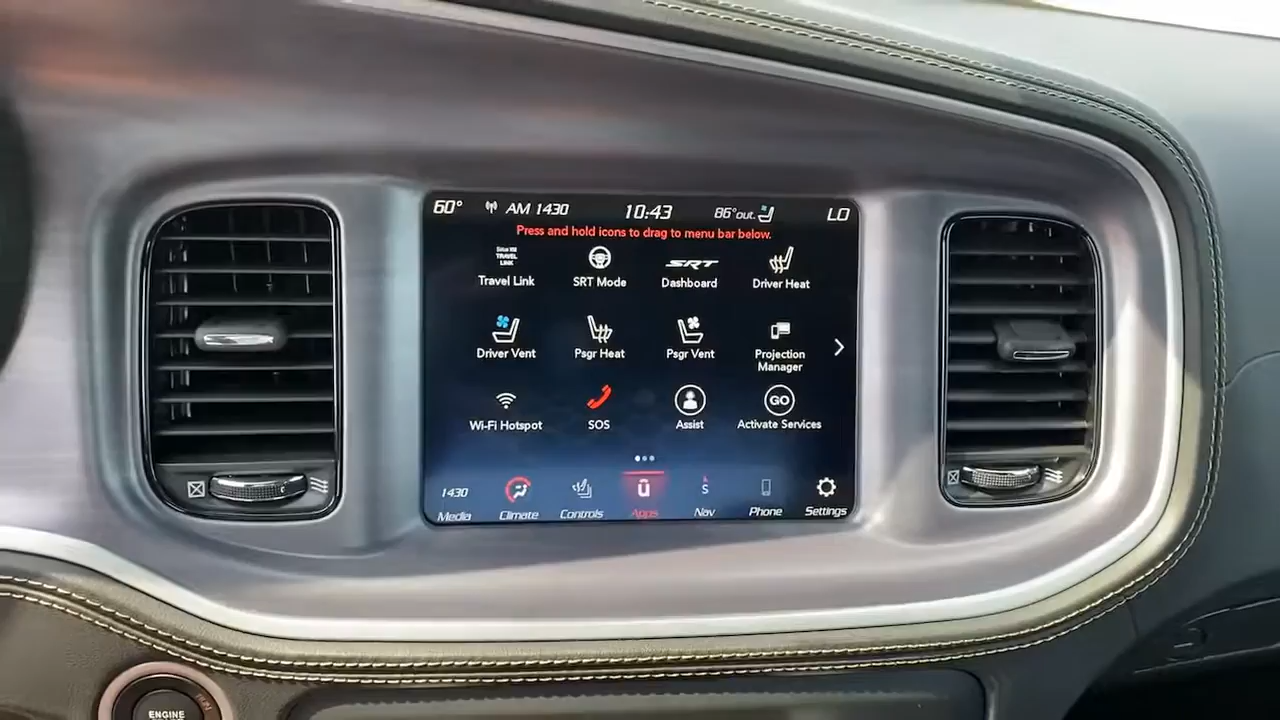 60° AM 1430 10:43 86°out. LO
Press and hold icons to drag to menu bar below.
TRAVEL
LINK
Travel Link SRT Mode SRT Dashboard Driver Heat
Driver Vent Psgr Heat Psgr Vent Projection
Manager
GO
Wi-Fi Hotspot SOS Assist Activate Services
1430 ū S
Media Climate Controls Apps Nav Phone Settings
ENGINE